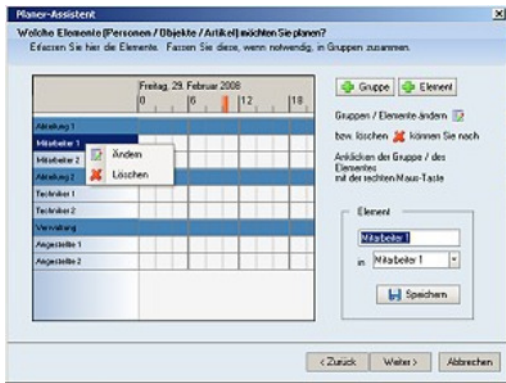 Planer-Assistent
Welche Elemente (Personen / Objekte / Artikel) möchten Sie planen?
Erfassen Sie hier die Elemente. Fassen Sie diese, wenn notwendig, in Gruppen zusammen.
Freitag, 29. Februar 2008
0 6 12 18
Abteilung 1
Mitarbeiter 1
Mitarbeiter 2
Abteilung 2
Techniker 1
Techniker 2
Verwaltung
Angestellte 1
Angestellte 2
Ändern
Löschen
Gruppe Element
Gruppen / Elemente ändern
bzw. löschen können Sie nach
Anklicken der Gruppe / des
Elementes
mit der rechten Maus-Taste
Element
Mitarbeiter 1
in Mitarbeiter 1
Speichern
< Zurück Weiter > Abbrechen